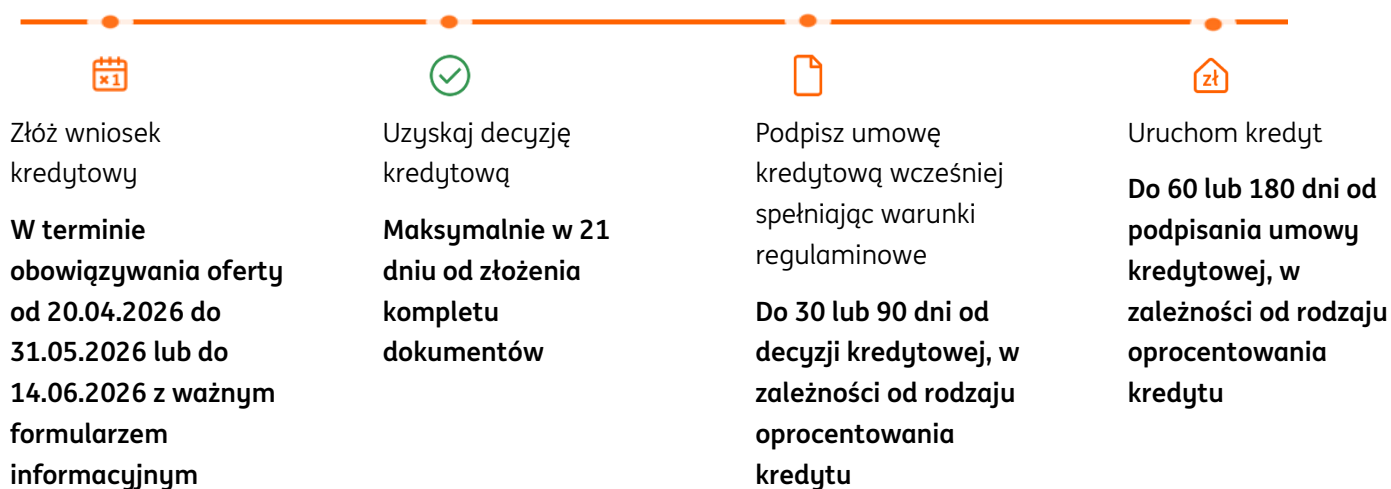 ×1
zł
Złóż wniosek
kredytowy
W terminie
obowiązywania oferty
od 20.04.2026 do
31.05.2026 lub do
14.06.2026 z ważnym
formularzem
informacyjnym
Uzyskaj decyzję
kredytową
Maksymalnie w 21
dniu od złożenia
kompletu
dokumentów
Podpisz umowę
kredytową wcześniej
spełniając warunki
regulaminowe
Do 30 lub 90 dni od
decyzji kredytowej, w
zależności od rodzaju
oprocentowania
kredytu
Uruchom kredyt
Do 60 lub 180 dni od
podpisania umowy
kredytowej, w
zależności od rodzaju
oprocentowania
kredytu